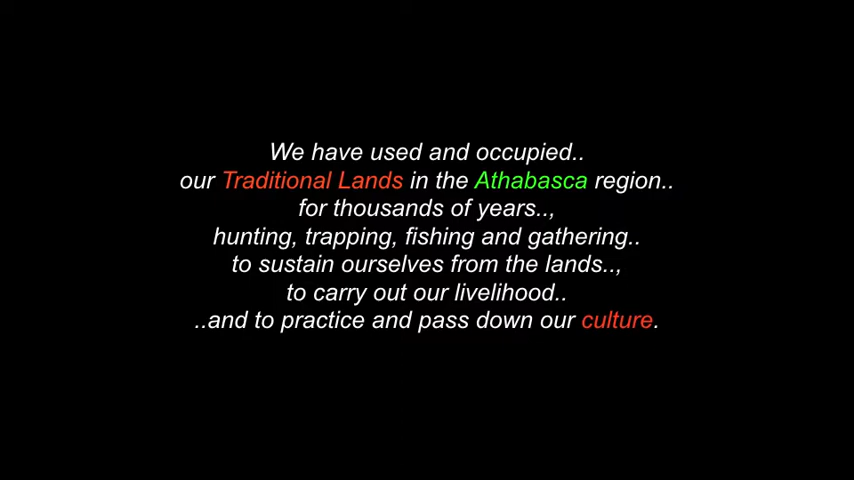 We have used and occupied..
our Traditional Lands in the Athabasca region..
for thousands of years..,
hunting, trapping, fishing and gathering..
to sustain ourselves from the lands..,
to carry out our livelihood..
..and to practice and pass down our culture.